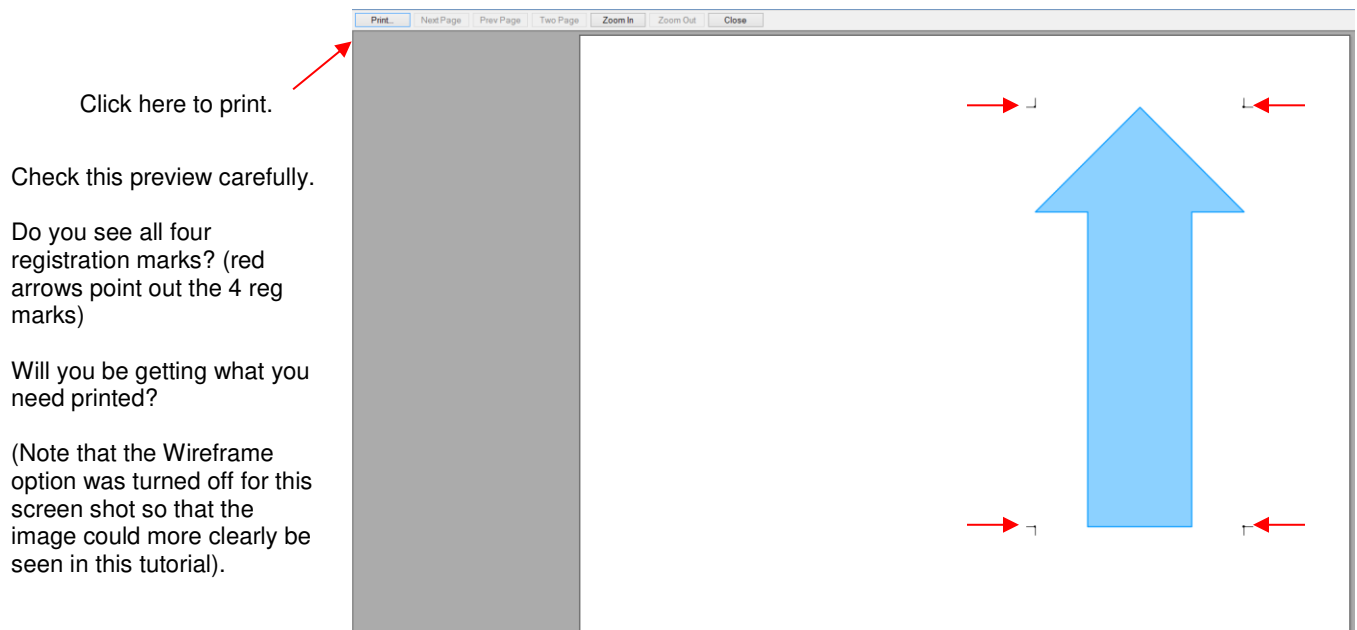 Print... Next Page Prev Page Two Page Zoom In Zoom Out Close
Click here to print.
Check this preview carefully.
Do you see all four
registration marks? (red
arrows point out the 4 reg
marks)
Will you be getting what you
need printed?
(Note that the Wireframe
option was turned off for this
screen shot so that the
image could more clearly be
seen in this tutorial).